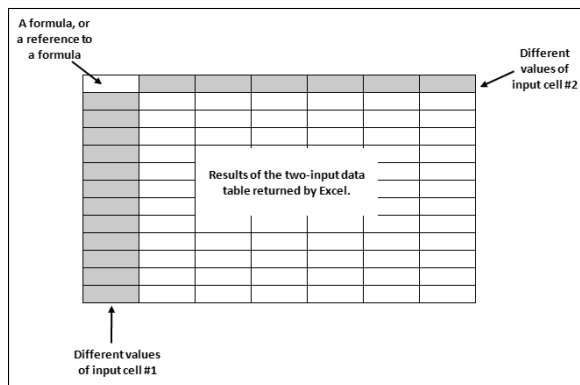 A formula, or
a reference to
a formula
Different
values of
input cell #2
Results of the two-input data
table returned by Excel.
Different values
of input cell #1